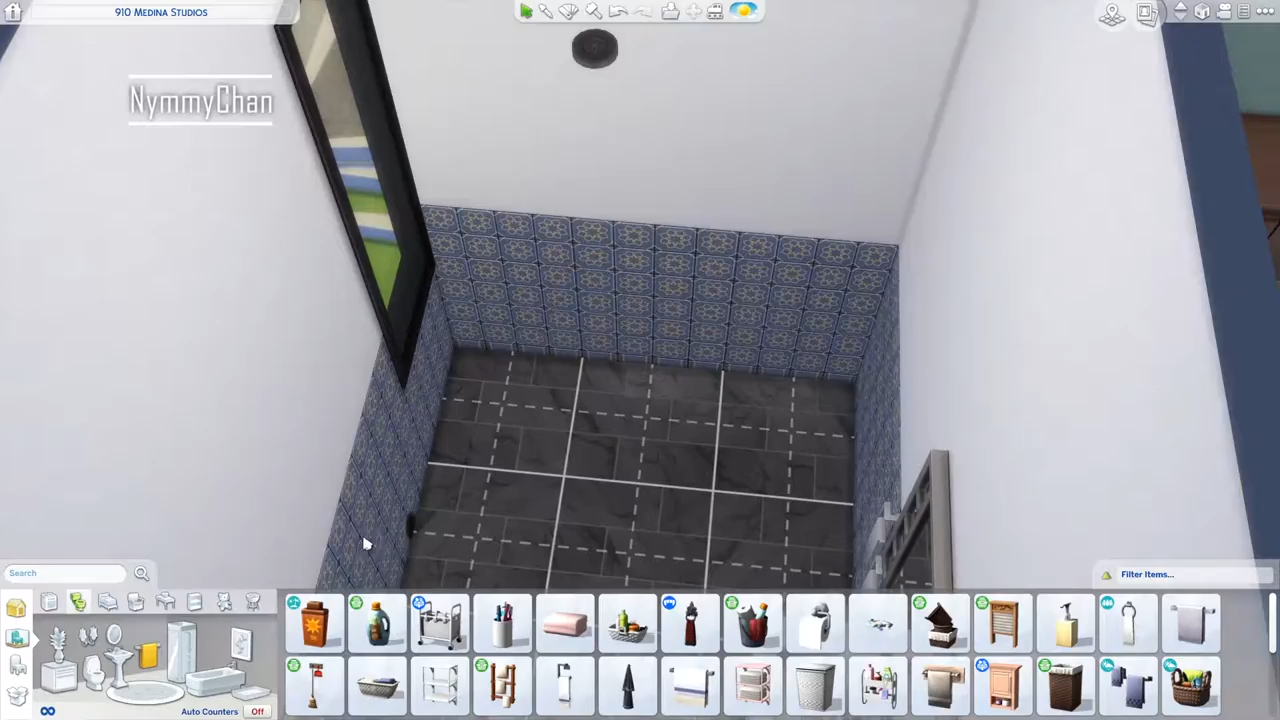 910 MEDINA STUDIOS
NymmyChan
Search
Filter Items...
Auto Counters Off